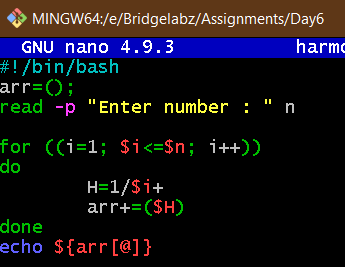 MINGW64:/e/Bridgelabz/Assignments/Day6
GNU nano 4.9.3 harmo
#!/bin/bash
arr=();
read -p "Enter number : " n
for ((i=1; $i<=$n; i++))
do
H=1/$i+
arr+=($H)
done
echo ${arr[@]}